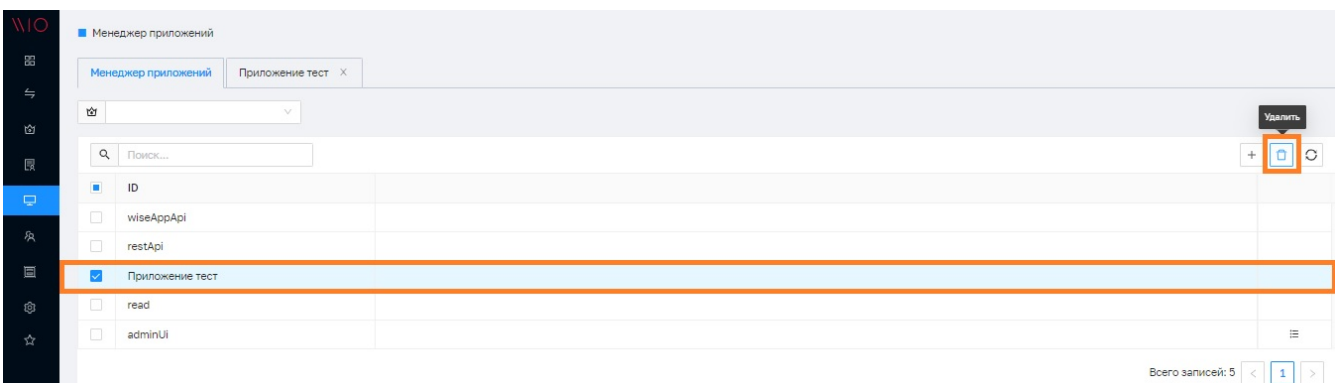 WIO
Менеджер приложений
Менеджер приложений Приложение тест
Удалить
Поиск...
ID
wiseAppApi
restApi
Приложение тест
read
adminUi
Всего записей: 5 < 1 >